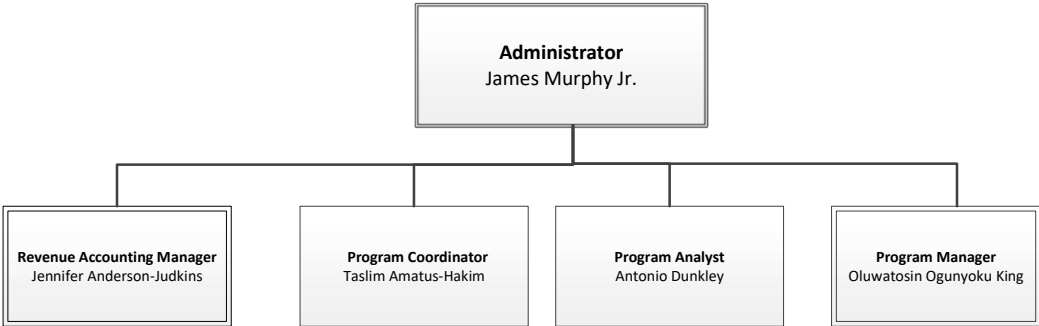 Administrator
James Murphy Jr.
Revenue Accounting Manager
Jennifer Anderson-Judkins
Program Coordinator
Taslim Amatus-Hakim
Program Analyst
Antonio Dunkley
Program Manager
Oluwatosin Ogunyoku King